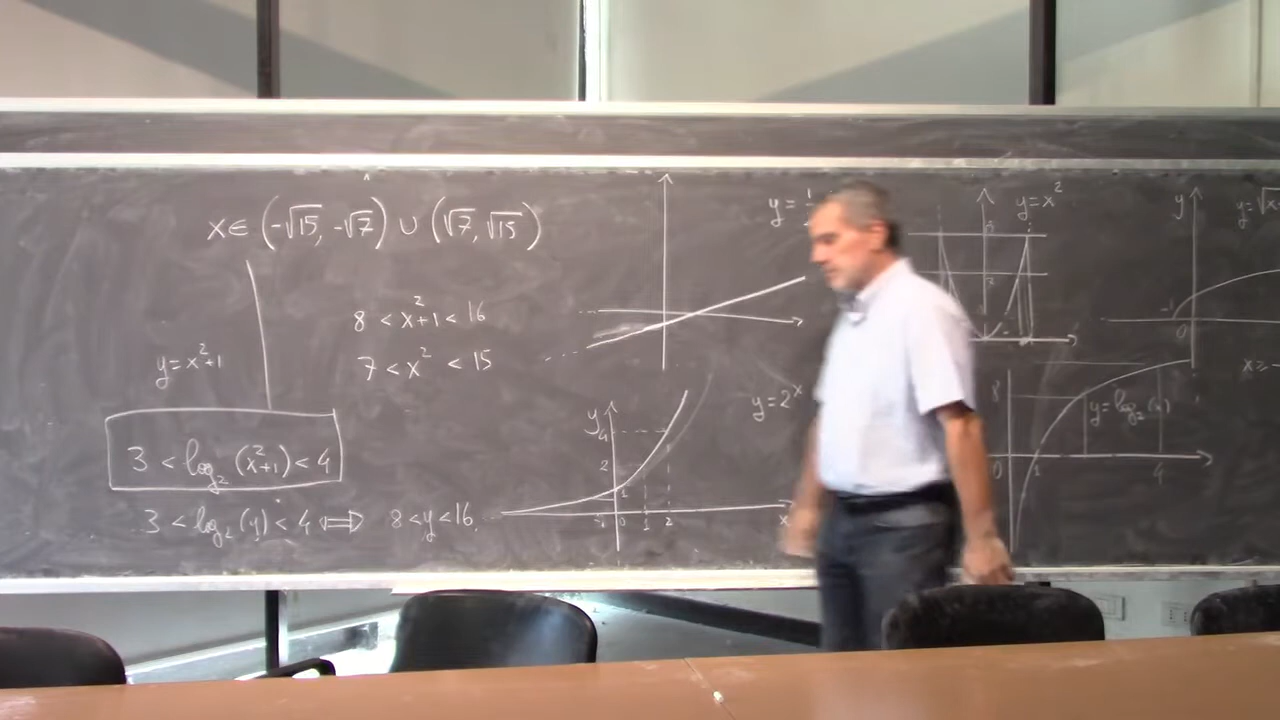 x ∈ (-√15, -√7) ∪ (√7, √15)
8 < x²+1 < 16
y = x²+1
7 < x² < 15
3 < log₂(x²+1) < 4
3 < log₂(y) < 4 ⟺ 8 < y < 16.
y = 1
y = 2ˣ
y
4
2
1
0 1 2
x
y = x²
y
y = √x
-1
0
x ≥ -
8
y = log₂(x)
0 1 4